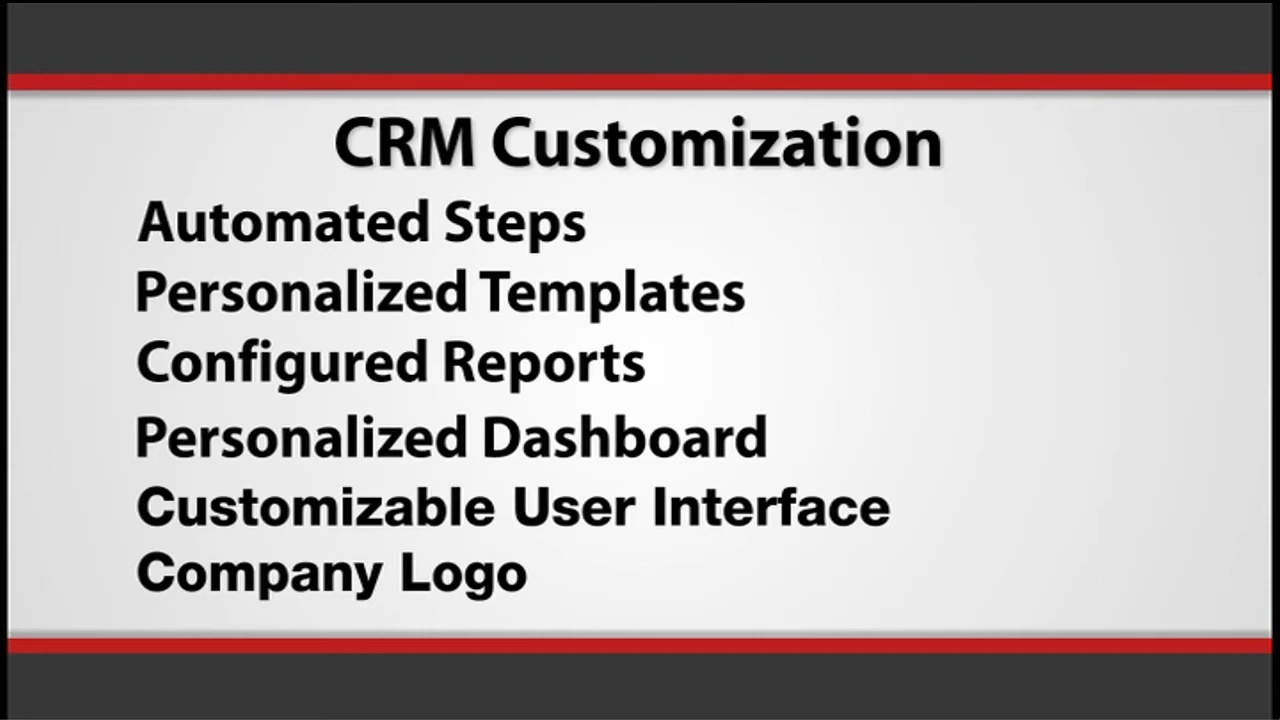 CRM Customization
Automated Steps
Personalized Templates
Configured Reports
Personalized Dashboard
Customizable User Interface
Company Logo